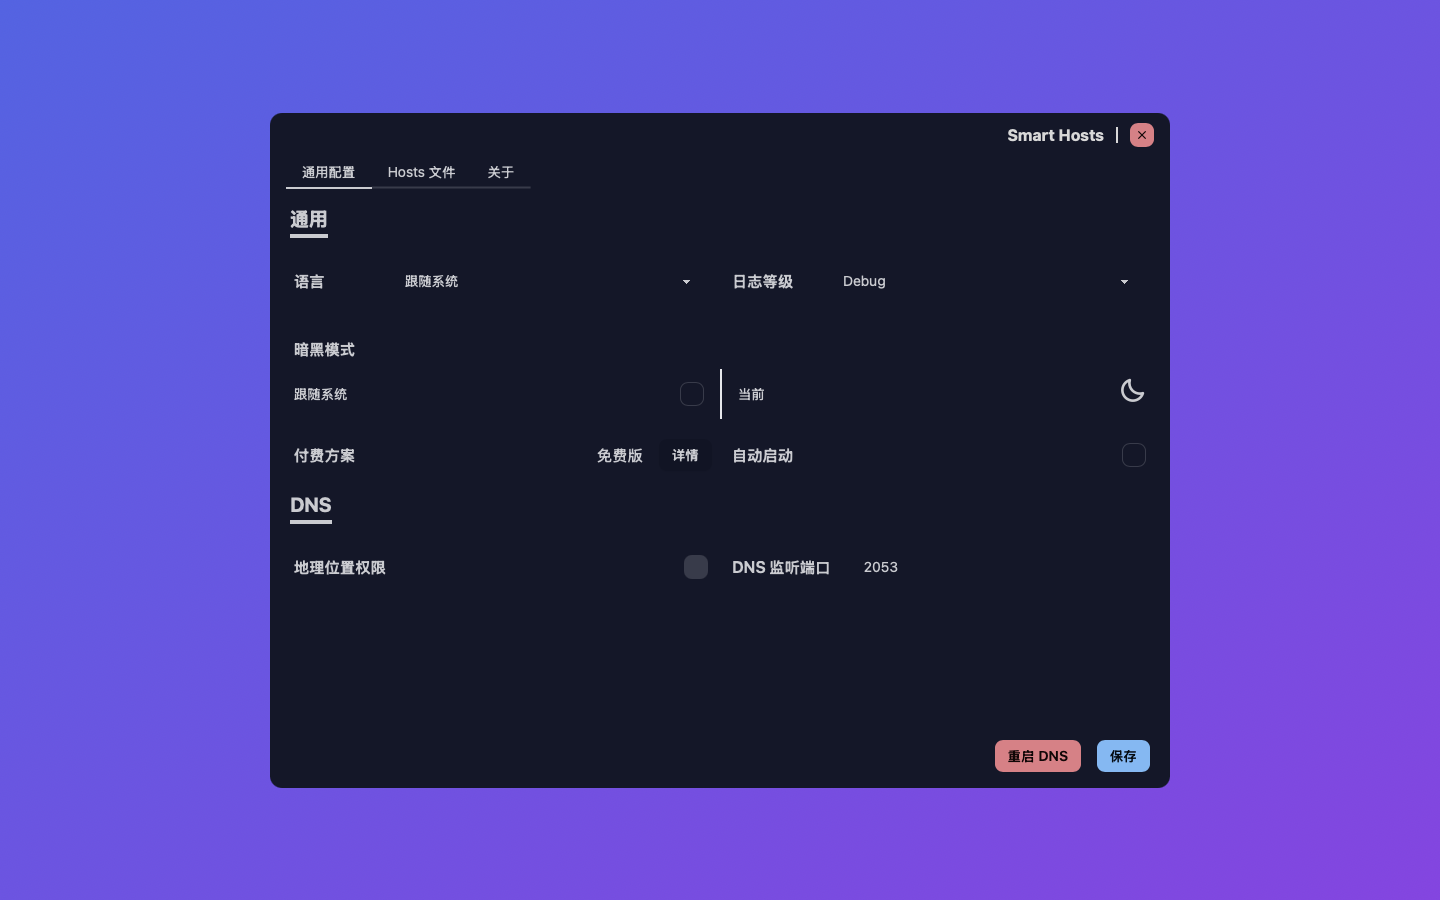 Smart Hosts
通用配置 Hosts 文件 关于
通用
语言 跟随系统 日志等级 Debug
暗黑模式
跟随系统 当前
付费方案 免费版 详情 自动启动
DNS
地理位置权限 DNS 监听端口 2053
重启 DNS 保存